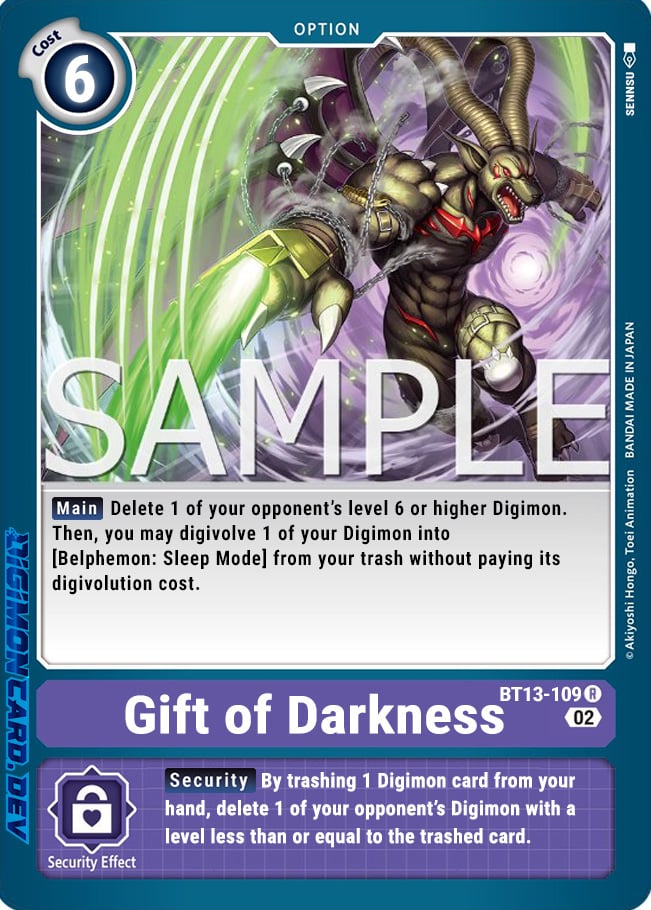 OPTION
Cost
6
SENNSU
SAMPLE
Main Delete 1 of your opponent's level 6 or higher Digimon.
Then, you may digivolve 1 of your Digimon into
[Belphemon: Sleep Mode] from your trash without paying its
digivolution cost.
© Akiyoshi Hongo, Toei Animation BANDAI MADE IN JAPAN
DIGIMON CARD.DEV
BT13-109 R
Gift of Darkness
02
Security By trashing 1 Digimon card from your
hand, delete 1 of your opponent's Digimon with a
level less than or equal to the trashed card.
Security Effect